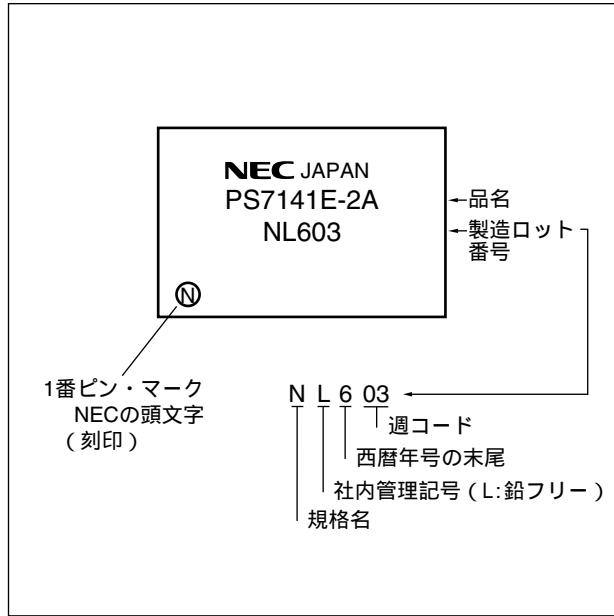 NEC JAPAN
PS7141E-2A
NL603
N
品名
製造ロット
番号
1番ピン・マーク
NECの頭文字
(刻印)
N L 6 03
週コード
西暦年号の末尾
社内管理記号(L:鉛フリー)
規格名